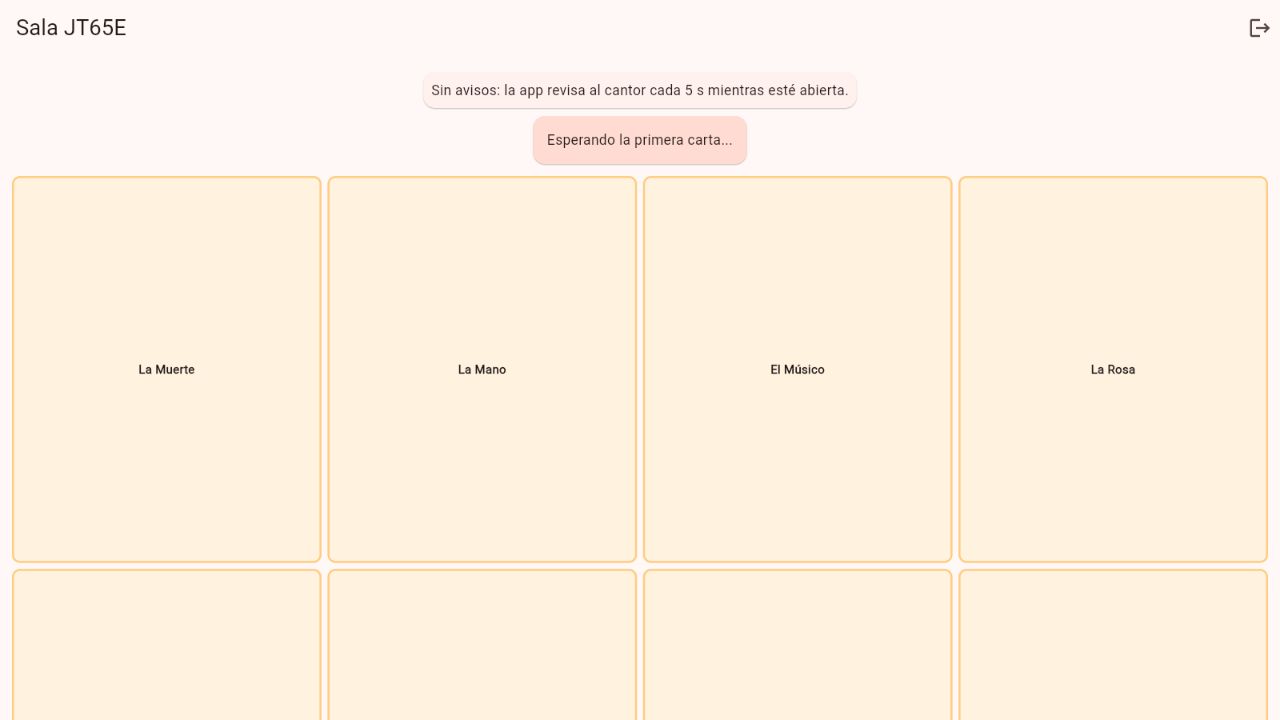 Sala JT65E
Sin avisos: la app revisa al cantor cada 5 s mientras esté abierta.
Esperando la primera carta...
La Muerte
La Mano
El Músico
La Rosa